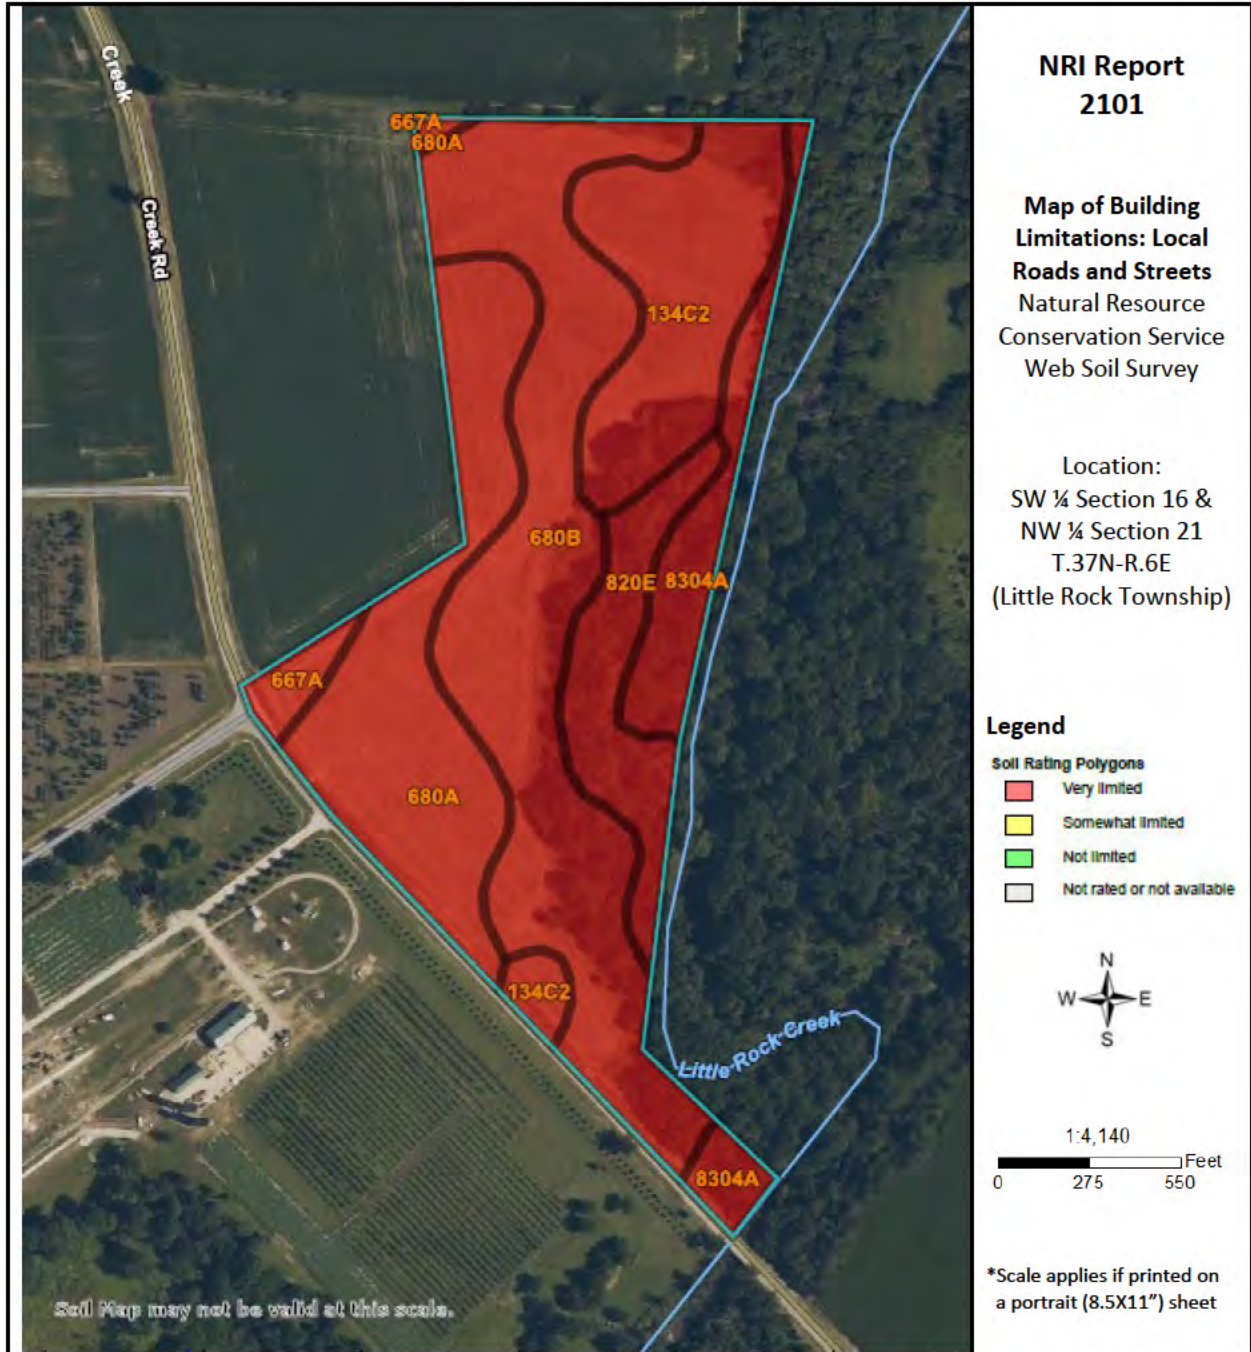 NRI Report
2101
Map of Building
Limitations: Local
Roads and Streets
Natural Resource
Conservation Service
Web Soil Survey
Location:
SW ¼ Section 16 &
NW ¼ Section 21
T.37N-R.6E
(Little Rock Township)
Legend
Soil Rating Polygons
Very limited
Somewhat limited
Not limited
Not rated or not available
N
W E
S
1:4,140
Feet
0 275 550
*Scale applies if printed on
a portrait (8.5X11") sheet
Creek
Creek Rd
667A
680A
134C2
680B
820E 8304A
667A
680A
134C2
Little Rock Creek
8304A
Soil Map may not be valid at this scale.